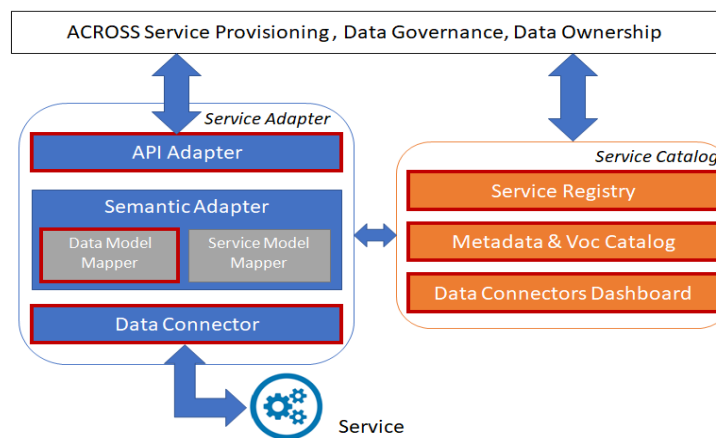 ACROSS Service Provisioning , Data Governance, Data Ownership
Service Adapter
API Adapter
Semantic Adapter
Data Model
Mapper
Service Model
Mapper
Data Connector
Service
Service Catalog
Service Registry
Metadata & Voc Catalog
Data Connectors Dashboard